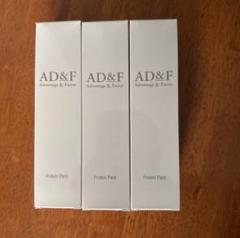 AD&F AD&F AD&F
Advantage & Factor Advantage & Factor Advantage & Factor
Protein Pack Protein Pack Protein Pack